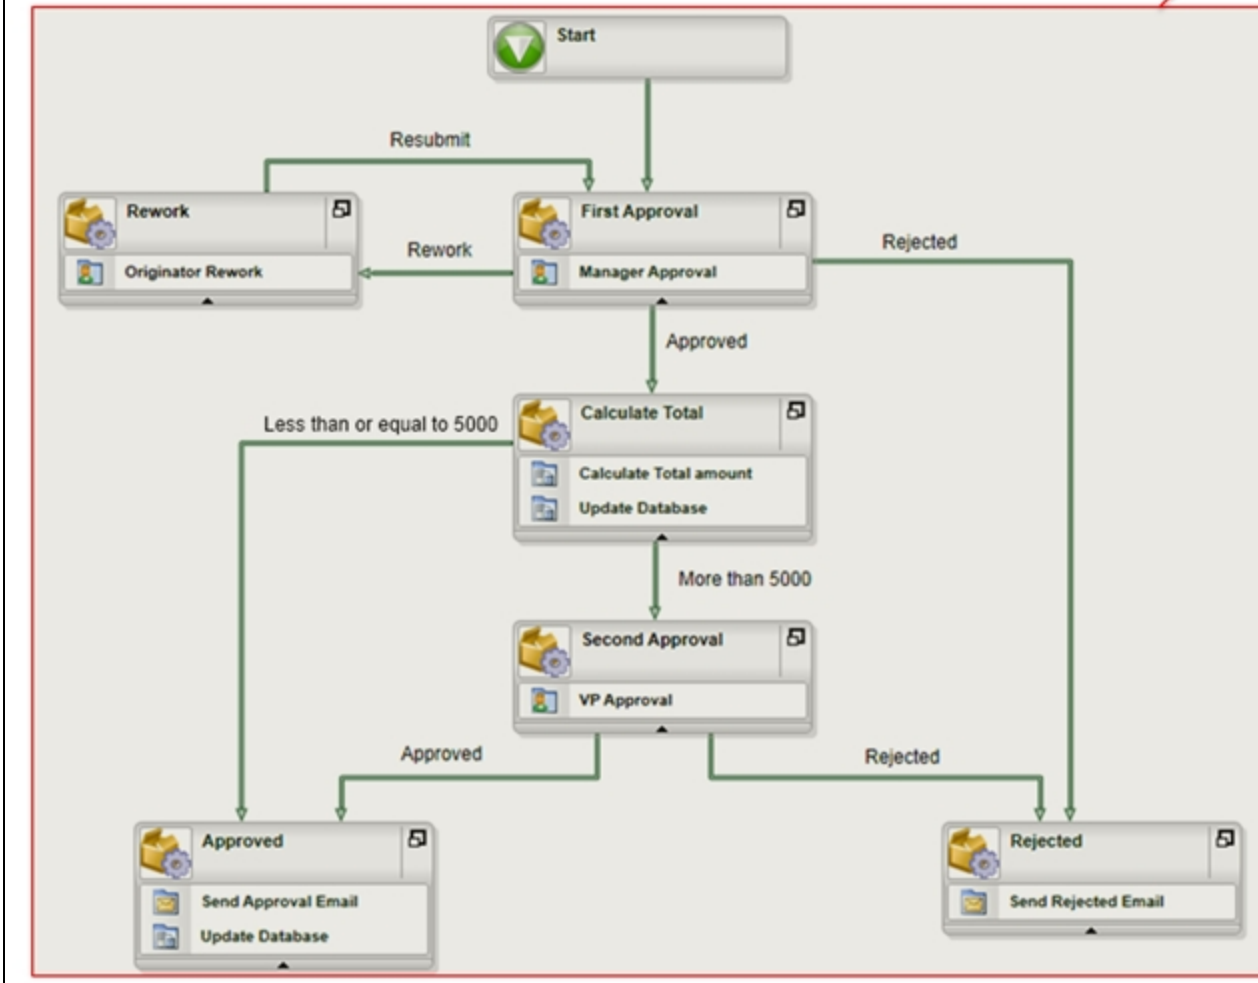 Start
Resubmit
Rework
First Approval
Rejected
Rework
Originator Rework
Manager Approval
Approved
Less than or equal to 5000
Calculate Total
Calculate Total amount
Update Database
More than 5000
Second Approval
VP Approval
Approved
Rejected
Approved
Send Approval Email
Update Database
Rejected
Send Rejected Email